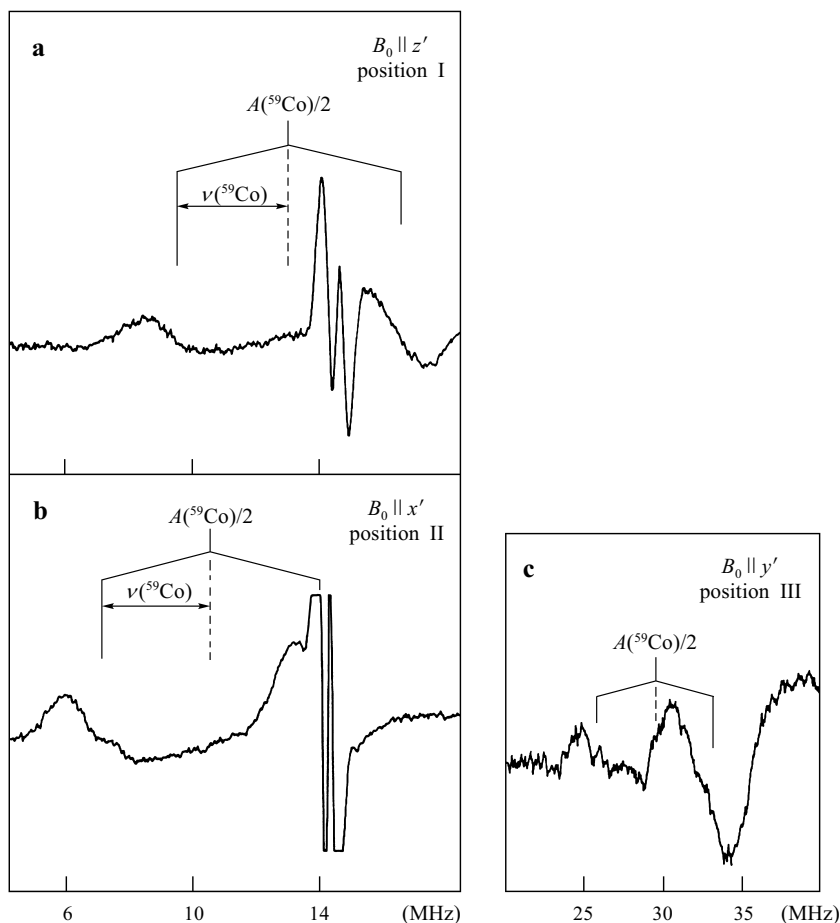 a
B₀ || z′
position I
A(⁵⁹Co)/2
ν(⁵⁹Co)
b
B₀ || x′
position II
A(⁵⁹Co)/2
ν(⁵⁹Co)
6 10 14 (MHz)
c
B₀ || y′
position III
A(⁵⁹Co)/2
25 30 35 (MHz)